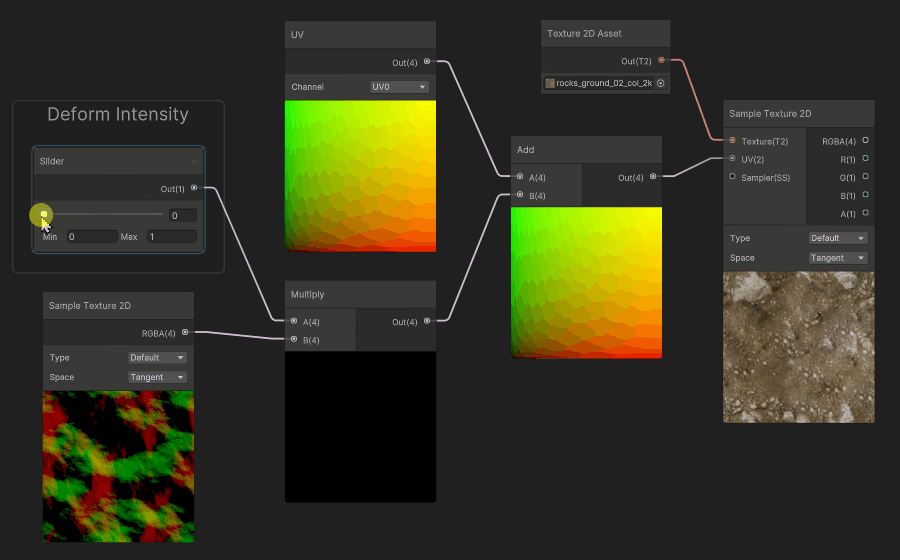 Deform Intensity
Slider
Out(1)
0
Min 0 Max 1
Sample Texture 2D
RGBA(4)
Type Default
Space Tangent
UV
Out(4)
Channel UV0
Multiply
A(4) Out(4)
B(4)
Texture 2D Asset
Out(T2)
rocks_ground_02_col_2k
Add
A(4) Out(4)
B(4)
Sample Texture 2D
Texture(T2) RGBA(4)
UV(2) R(1)
Sampler(SS) G(1)
B(1)
A(1)
Type Default
Space Tangent